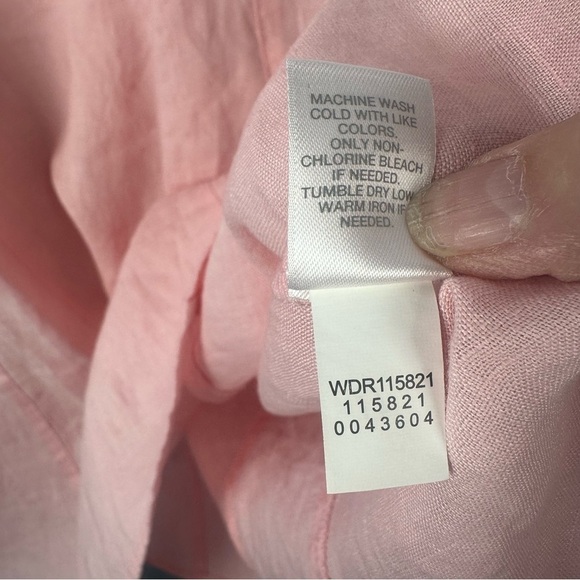 MACHINE WASH
COLD WITH LIKE
COLORS.
ONLY NON-
CHLORINE BLEACH
IF NEEDED.
TUMBLE DRY LOW
WARM IRON IF
NEEDED.
WDR115821
115821
0043604